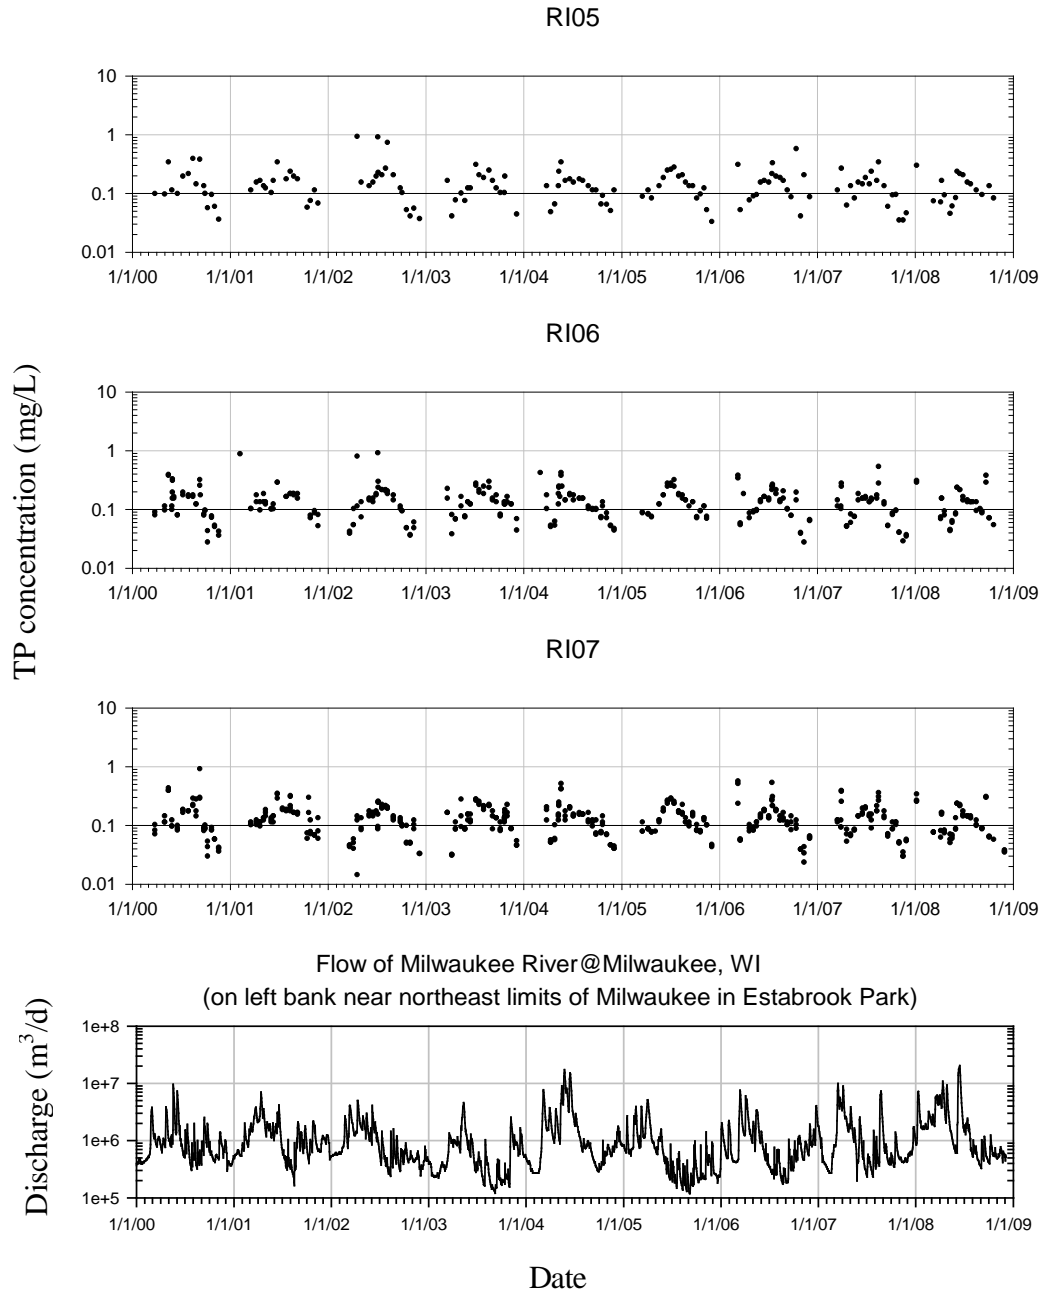 RI05
10
1
0.1
0.01
1/1/00 1/1/01 1/1/02 1/1/03 1/1/04 1/1/05 1/1/06 1/1/07 1/1/08 1/1/09
RI06
TP concentration (mg/L)
10
1
0.1
0.01
1/1/00 1/1/01 1/1/02 1/1/03 1/1/04 1/1/05 1/1/06 1/1/07 1/1/08 1/1/09
RI07
10
1
0.1
0.01
1/1/00 1/1/01 1/1/02 1/1/03 1/1/04 1/1/05 1/1/06 1/1/07 1/1/08 1/1/09
Flow of Milwaukee River@Milwaukee, WI
(on left bank near northeast limits of Milwaukee in Estabrook Park)
Discharge (m³/d)
1e+8
1e+7
1e+6
1e+5
1/1/00 1/1/01 1/1/02 1/1/03 1/1/04 1/1/05 1/1/06 1/1/07 1/1/08 1/1/09
Date